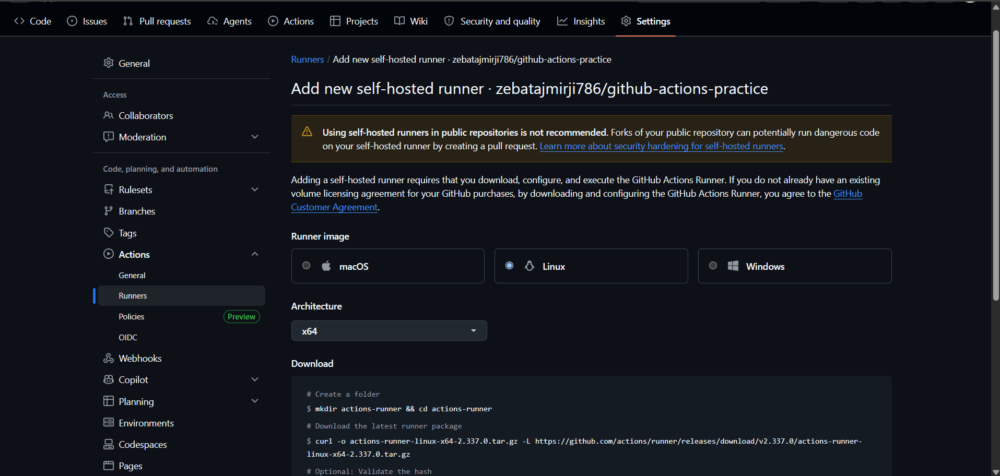 Code
Issues
Pull requests
Agents
Actions
Projects
Wiki
Security and quality
Insights
Settings
General
Access
Collaborators
Moderation
Code, planning, and automation
Rulesets
Branches
Tags
Actions
General
Runners
Policies
Preview
OIDC
Webhooks
Copilot
Planning
Environments
Codespaces
Pages
Runners / Add new self-hosted runner · zebatajmirji786/github-actions-practice
Add new self-hosted runner · zebatajmirji786/github-actions-practice
Using self-hosted runners in public repositories is not recommended. Forks of your public repository can potentially run dangerous code
on your self-hosted runner by creating a pull request. Learn more about security hardening for self-hosted runners.
Adding a self-hosted runner requires that you download, configure, and execute the GitHub Actions Runner. If you do not already have an existing
volume licensing agreement for your GitHub purchases, by downloading and configuring the GitHub Actions Runner, you agree to the GitHub
Customer Agreement.
Runner image
macOS
Linux
Windows
Architecture
x64
Download
# Create a folder
$ mkdir actions-runner && cd actions-runner
# Download the latest runner package
$ curl -o actions-runner-linux-x64-2.337.0.tar.gz -L https://github.com/actions/runner/releases/download/v2.337.0/actions-runner-
linux-x64-2.337.0.tar.gz
# Optional: Validate the hash